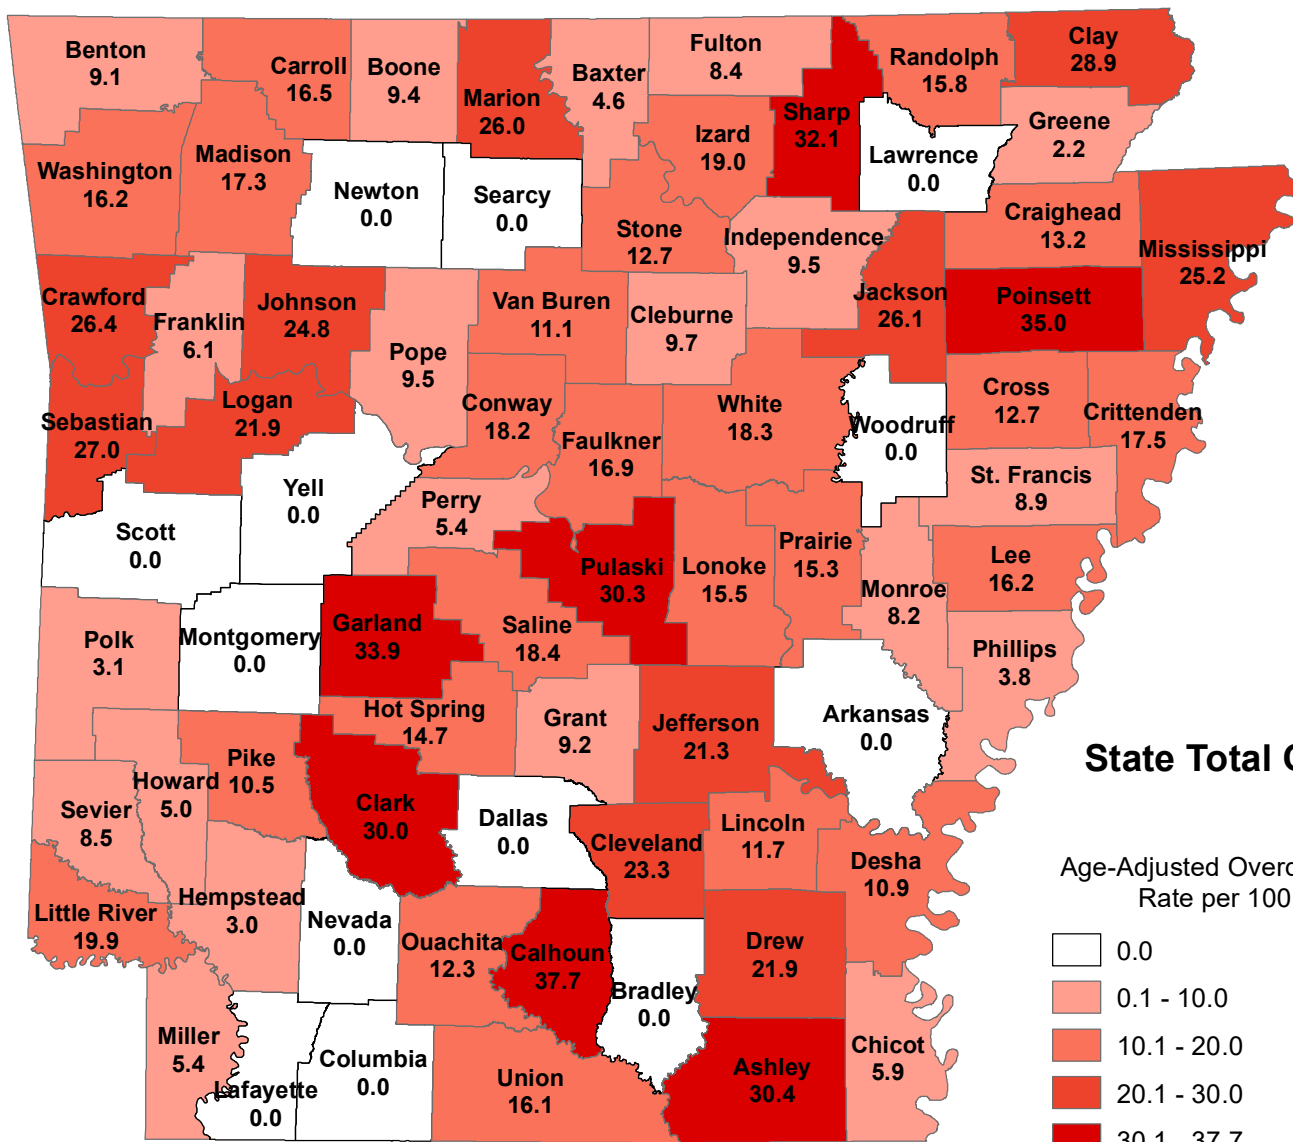 Benton
9.1
Carroll
16.5
Boone
9.4
Marion
26.0
Baxter
4.6
Fulton
8.4
Sharp
32.1
Randolph
15.8
Clay
28.9
Greene
2.2
Izard
19.0
Lawrence
0.0
Washington
16.2
Madison
17.3
Newton
0.0
Searcy
0.0
Stone
12.7
Independence
9.5
Craighead
13.2
Mississippi
25.2
Crawford
26.4
Franklin
6.1
Johnson
24.8
Pope
9.5
Van Buren
11.1
Cleburne
9.7
Jackson
26.1
Poinsett
35.0
Sebastian
27.0
Logan
21.9
Conway
18.2
Faulkner
16.9
White
18.3
Woodruff
0.0
Cross
12.7
Crittenden
17.5
St. Francis
8.9
Scott
0.0
Yell
0.0
Perry
5.4
Pulaski
30.3
Lonoke
15.5
Prairie
15.3
Monroe
8.2
Lee
16.2
Phillips
3.8
Polk
3.1
Montgomery
0.0
Garland
33.9
Saline
18.4
Hot Spring
14.7
Grant
9.2
Jefferson
21.3
Arkansas
0.0
Sevier
8.5
Howard
5.0
Pike
10.5
Clark
30.0
Dallas
0.0
Cleveland
23.3
Lincoln
11.7
Desha
10.9
Little River
19.9
Hempstead
3.0
Nevada
0.0
Ouachita
12.3
Calhoun
37.7
Bradley
0.0
Drew
21.9
Miller
5.4
Lafayette
0.0
Columbia
0.0
Union
16.1
Ashley
30.4
Chicot
5.9
State Total
Age-Adjusted
Rate per 100
0.0
0.1 - 10.0
10.1 - 20.0
20.1 - 30.0
30.1 - 37.7